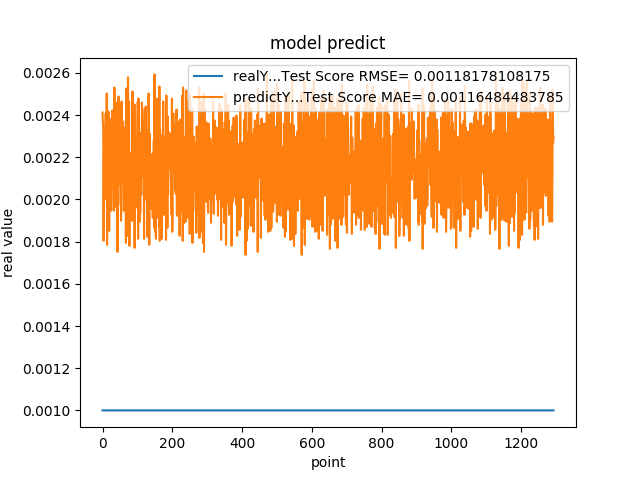 model predict
realY...Test Score RMSE= 0.00118178108175
predictY...Test Score MAE= 0.00116484483785
0.0026
0.0024
0.0022
0.0020
0.0018
0.0016
0.0014
0.0012
0.0010
real value
0 200 400 600 800 1000 1200
point